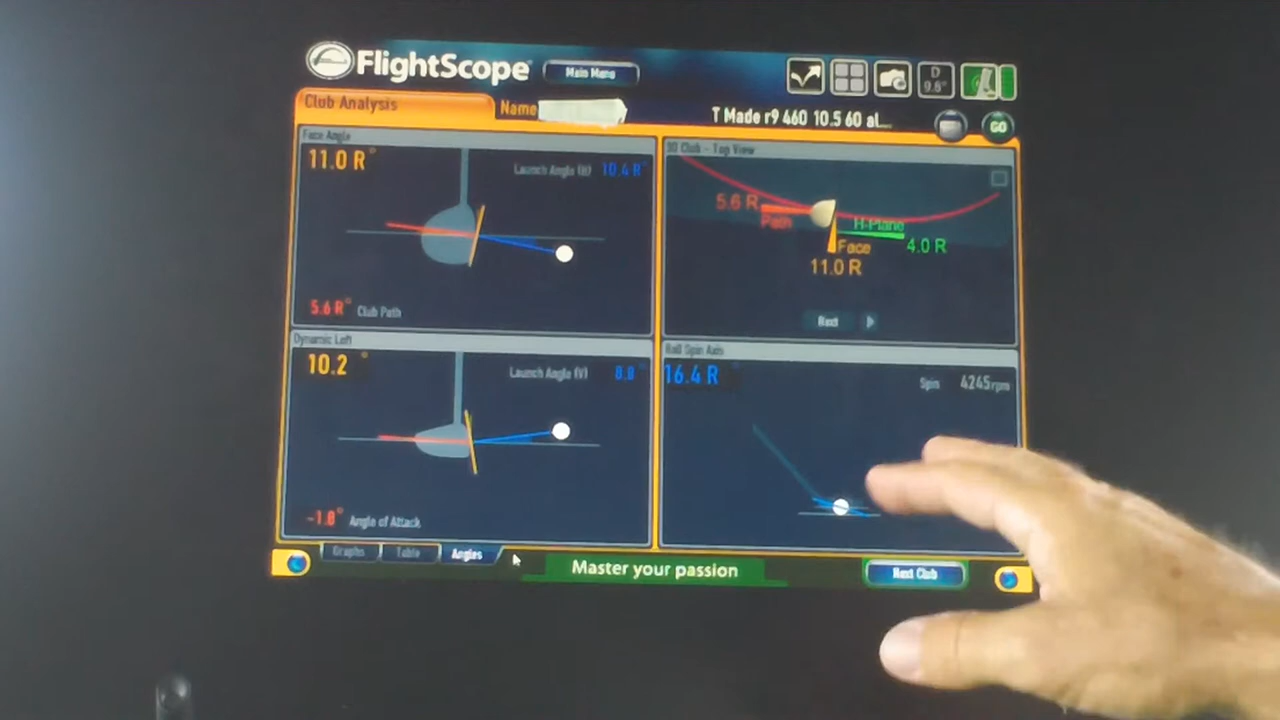 FlightScope
Main Menu
D
9.8°
Club Analysis
Name
T Made r9 460 10.5 60 al...
GO
Face Angle
11.0 R°
Launch Angle (H) 10.4 R°
5.6 R° Club Path
3D Club - Top View
5.6 R
Path
H-Plane
4.0 R
Face
11.0 R
Next
Dynamic Loft
10.2 °
Launch Angle (V) 8.8 °
-1.8° Angle of Attack
Ball Spin Axis
16.4 R °
Spin 4245rpm
Graphs
Table
Angles
Master your passion
Next Club